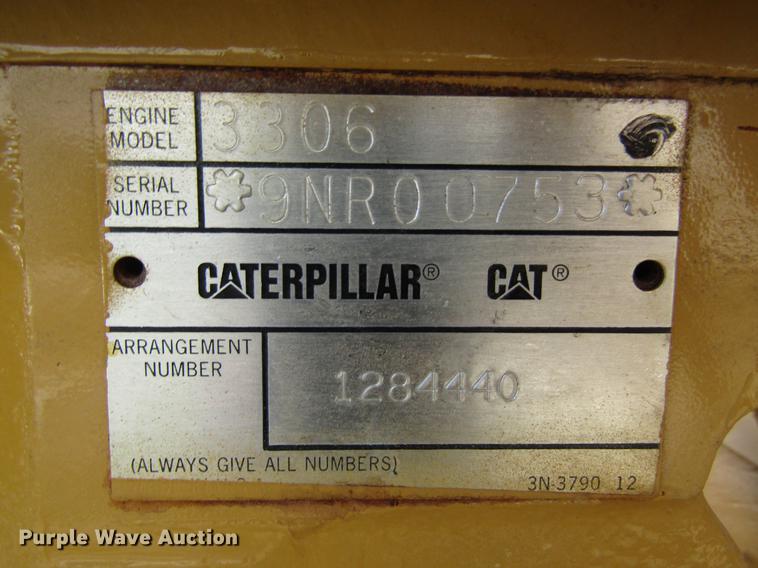 ENGINE MODEL 3306
SERIAL NUMBER *9NR00753*
CATERPILLAR® CAT®
ARRANGEMENT NUMBER 1284440
(ALWAYS GIVE ALL NUMBERS)
3N-3790 12
Purple Wave Auction